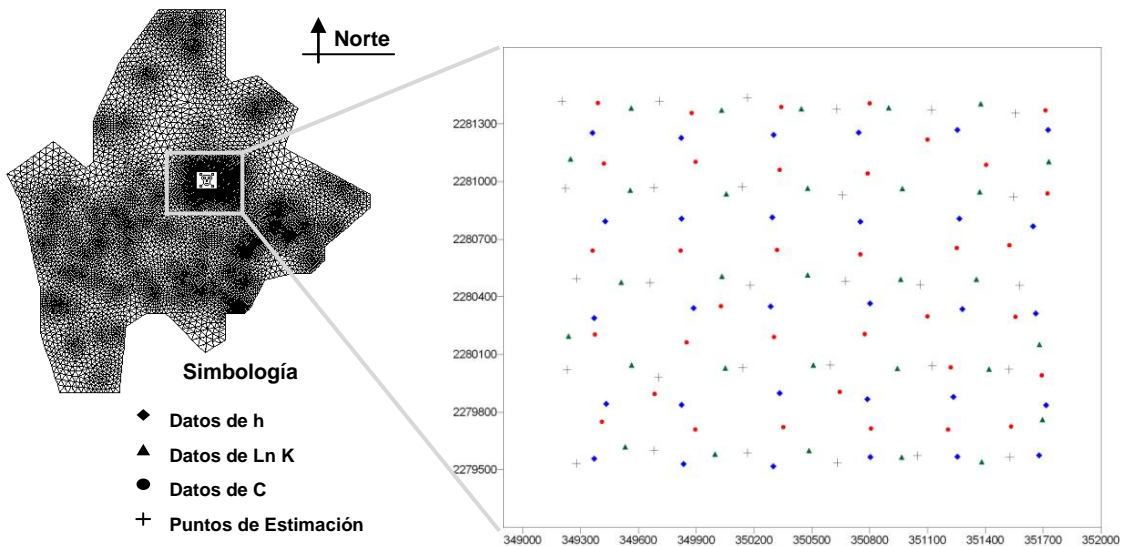 Norte
Simbología
Datos de h
Datos de Ln K
Datos de C
Puntos de Estimación
2281300
2281000
2280700
2280400
2280100
2279800
2279500
349000 349300 349600 349900 350200 350500 350800 351100 351400 351700 352000